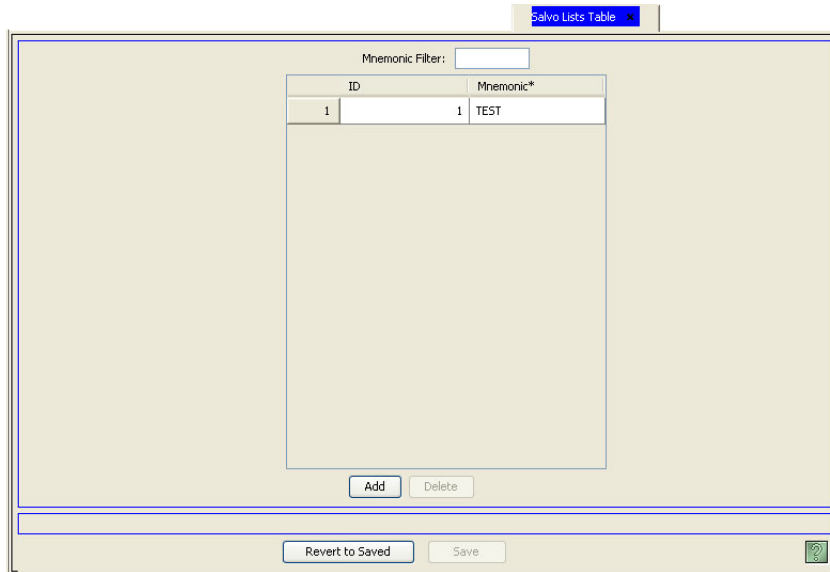 Salvo Lists Table
Mnemonic Filter:
ID Mnemonic*
1 1 TEST
Add Delete
Revert to Saved Save
?